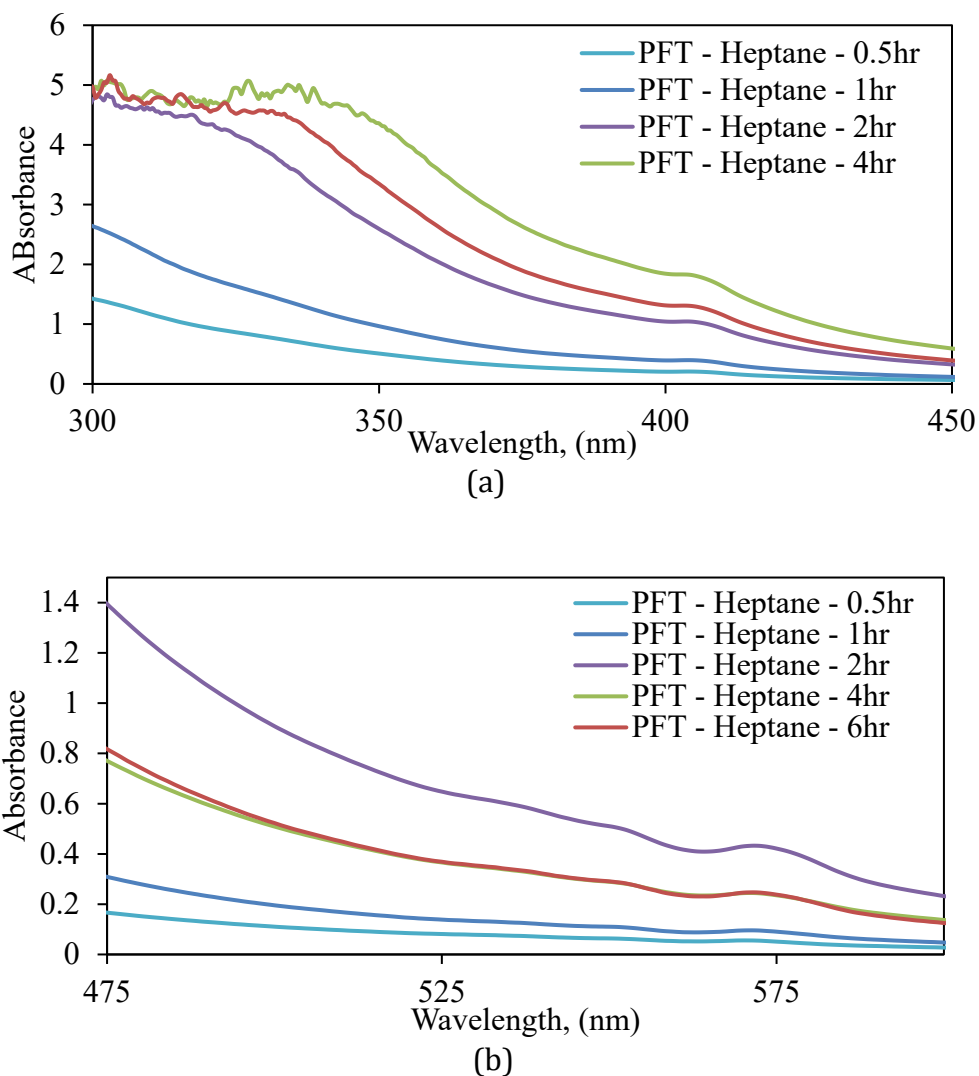 6
5
4
3
2
1
0
ABsorbance
PFT - Heptane - 0.5hr
PFT - Heptane - 1hr
PFT - Heptane - 2hr
PFT - Heptane - 4hr
300
350
400
450
Wavelength, (nm)
(a)
1.4
1.2
1
0.8
0.6
0.4
0.2
0
Absorbance
PFT - Heptane - 0.5hr
PFT - Heptane - 1hr
PFT - Heptane - 2hr
PFT - Heptane - 4hr
PFT - Heptane - 6hr
475
525
575
Wavelength, (nm)
(b)